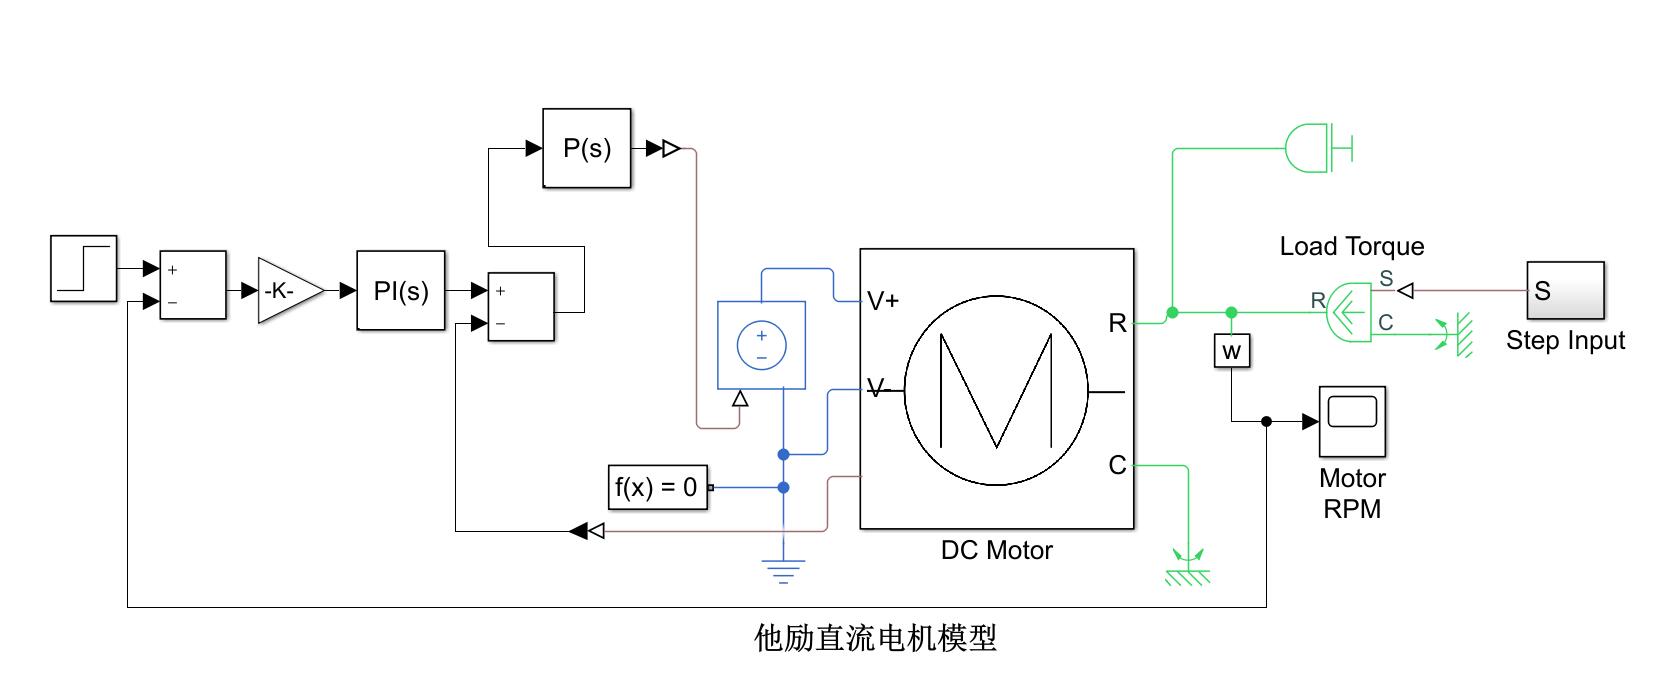 P(s)
+
−
-K-
PI(s)
+
−
+
−
f(x) = 0
V+
V-
R
C
DC Motor
Load Torque
R
S
C
S
Step Input
w
Motor
RPM
他励直流电机模型